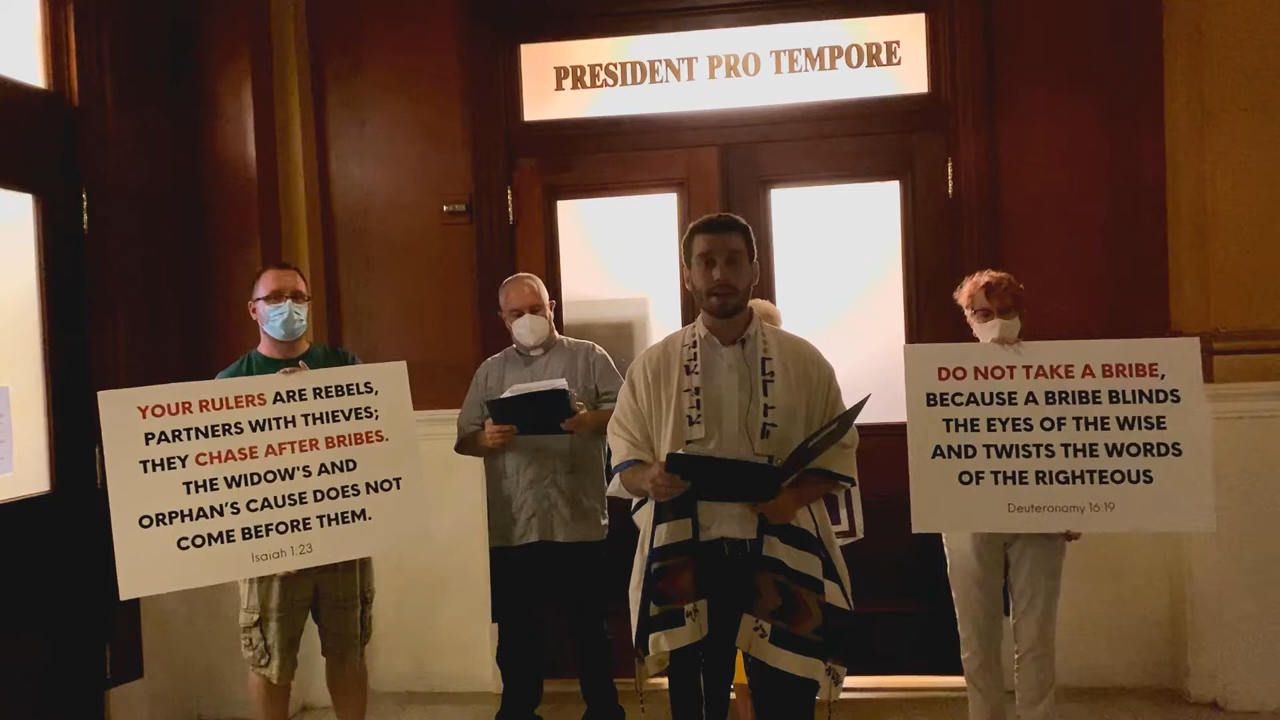 PRESIDENT PRO TEMPORE
YOUR RULERS ARE REBELS,
PARTNERS WITH THIEVES;
THEY CHASE AFTER BRIBES.
THE WIDOW'S AND
ORPHAN'S CAUSE DOES NOT
COME BEFORE THEM.
Isaiah 1:23
DO NOT TAKE A BRIBE,
BECAUSE A BRIBE BLINDS
THE EYES OF THE WISE
AND TWISTS THE WORDS
OF THE RIGHTEOUS
Deuteronomy 16:19